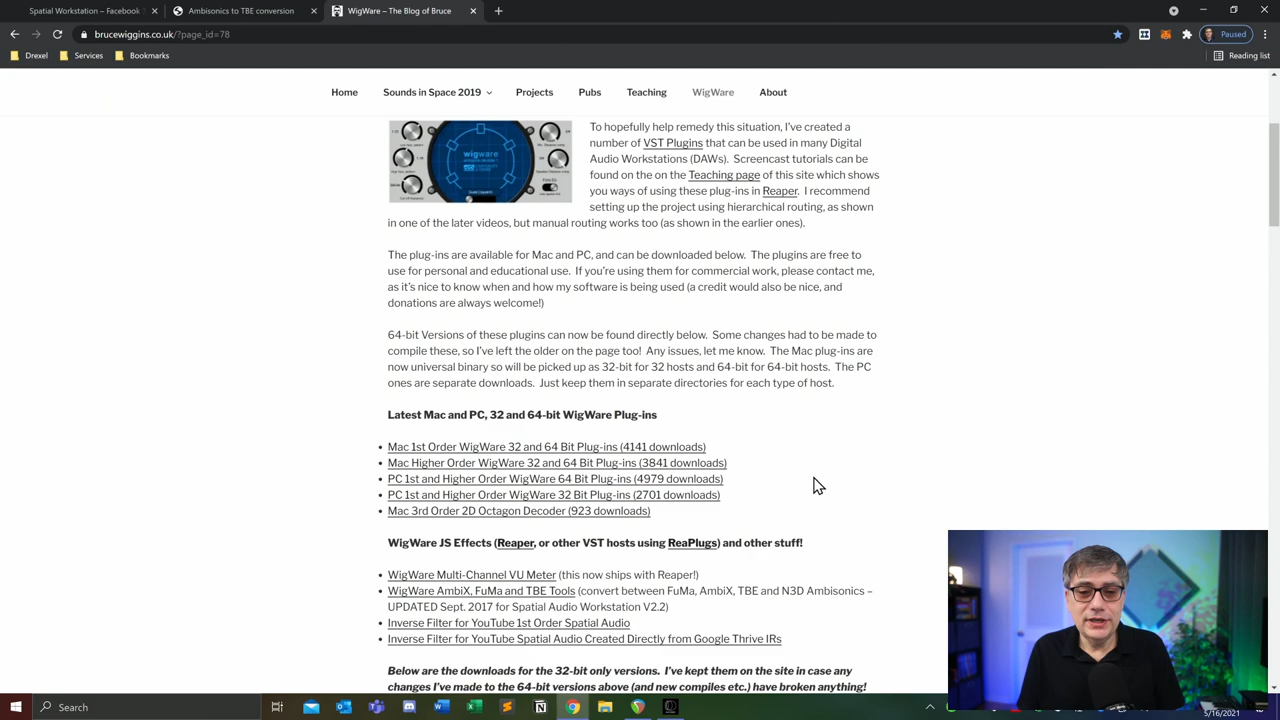 Spatial Workstation – Facebook
Ambisonics to TBE conversion
WigWare – The Blog of Bruce
brucewiggins.co.uk/?page_id=78
Paused
Drexel
Services
Bookmarks
Reading list
Home
Sounds in Space 2019
Projects
Pubs
Teaching
WigWare
About
wigware
To hopefully help remedy this situation, I've created a
number of VST Plugins that can be used in many Digital
Audio Workstations (DAWs). Screencast tutorials can be
found on the on the Teaching page of this site which shows
you ways of using these plug-ins in Reaper. I recommend
setting up the project using hierarchical routing, as shown
in one of the later videos, but manual routing works too (as shown in the earlier ones).
The plug-ins are available for Mac and PC, and can be downloaded below. The plugins are free to
use for personal and educational use. If you're using them for commercial work, please contact me,
as it's nice to know when and how my software is being used (a credit would also be nice, and
donations are always welcome!)
64-bit Versions of these plugins can now be found directly below. Some changes had to be made to
compile these, so I've left the older on the page too! Any issues, let me know. The Mac plug-ins are
now universal binary so will be picked up as 32-bit for 32 hosts and 64-bit for 64-bit hosts. The PC
ones are separate downloads. Just keep them in separate directories for each type of host.
Latest Mac and PC, 32 and 64-bit WigWare Plug-ins
• Mac 1st Order WigWare 32 and 64 Bit Plug-ins (4141 downloads)
• Mac Higher Order WigWare 32 and 64 Bit Plug-ins (3841 downloads)
• PC 1st and Higher Order WigWare 64 Bit Plug-ins (4979 downloads)
• PC 1st and Higher Order WigWare 32 Bit Plug-ins (2701 downloads)
• Mac 3rd Order 2D Octagon Decoder (923 downloads)
WigWare JS Effects (Reaper, or other VST hosts using ReaPlugs) and other stuff!
• WigWare Multi-Channel VU Meter (this now ships with Reaper!)
• WigWare AmbiX, FuMa and TBE Tools (convert between FuMa, AmbiX, TBE and N3D Ambisonics –
UPDATED Sept. 2017 for Spatial Audio Workstation V2.2)
• Inverse Filter for YouTube 1st Order Spatial Audio
• Inverse Filter for YouTube Spatial Audio Created Directly from Google Thrive IRs
Below are the downloads for the 32-bit only versions. I've kept them on the site in case any
changes I've made to the 64-bit versions above (and new compiles etc.) have broken anything!
Search
5/16/2021